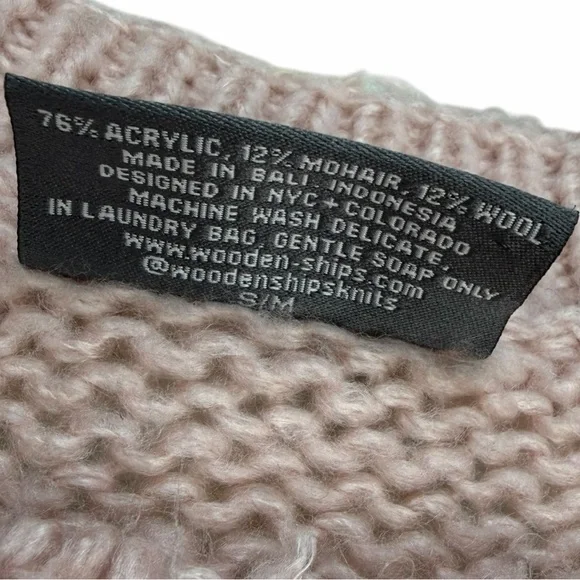 76% ACRYLIC, 12% MOHAIR, 12% WOOL
MADE IN BALI, INDONESIA
DESIGNED IN NYC + COLORADO
MACHINE WASH DELICATE,
IN LAUNDRY BAG, GENTLE SOAP ONLY
www.wooden-ships.com
@woodenshipsknits
S/M